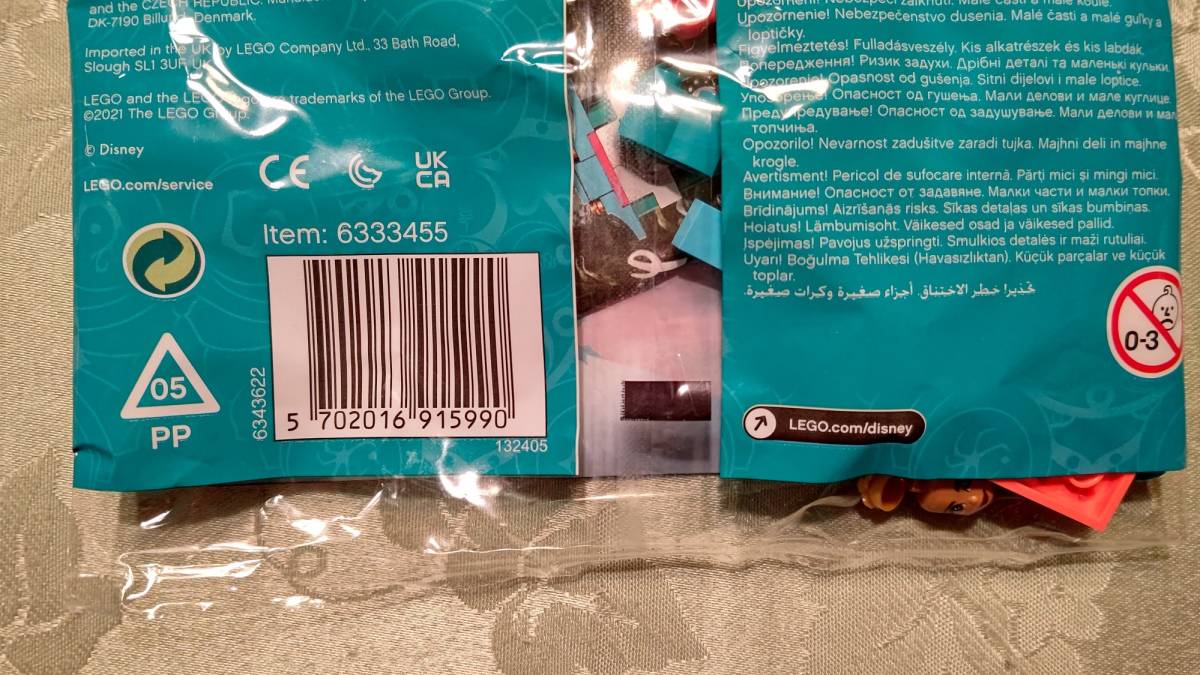 and the CZECH REPUBLIC.
DK-7190 Billund, Denmark.
Imported in the UK by LEGO Company Ltd., 33 Bath Road,
Slough SL1 3UF UK
LEGO and the LEGO logo are trademarks of the LEGO Group.
©2021 The LEGO Group.
© Disney
LEGO.com/service
CE
UK
CA
Item: 6333455
05
PP
6343622
5 702016 915990
132405
Malé časti a malé koule.
Upozornenie! Nebezpečenstvo dusenia. Malé časti a malé guľky a
loptičky.
Figyelmeztetés! Fulladásveszély. Kis alkatrészek és kis labdák.
Попередження! Ризик задухи. Дрібні деталі та маленькі кульки.
Upozorenje! Opasnost od gušenja. Sitni dijelovi i male loptice.
Упозорење! Опасност од гушења. Мали делови и мале куглице.
Предупредување! Опасност од задушување. Мали делови и мали
топчиња.
Opozorilo! Nevarnost zadušitve zaradi tujka. Majhni deli in majhne
krogle.
Avertisment! Pericol de sufocare internă. Părți mici și mingi mici.
Внимание! Опасност от задавяне. Малки части и малки топки.
Brīdinājums! Aizrīšanās risks. Sīkas detaļas un sīkas bumbiņas.
Hoiatus! Lämbumisoht. Väikesed osad ja väikesed pallid.
Įspėjimas! Pavojus užspringti. Smulkios detalės ir maži rutuliai.
Uyarı! Boğulma Tehlikesi (Havasızlıktan). Küçük parçalar ve küçük
toplar.
تحذير! خطر الاختناق. أجزاء صغيرة وكرات صغيرة.
0-3
LEGO.com/disney